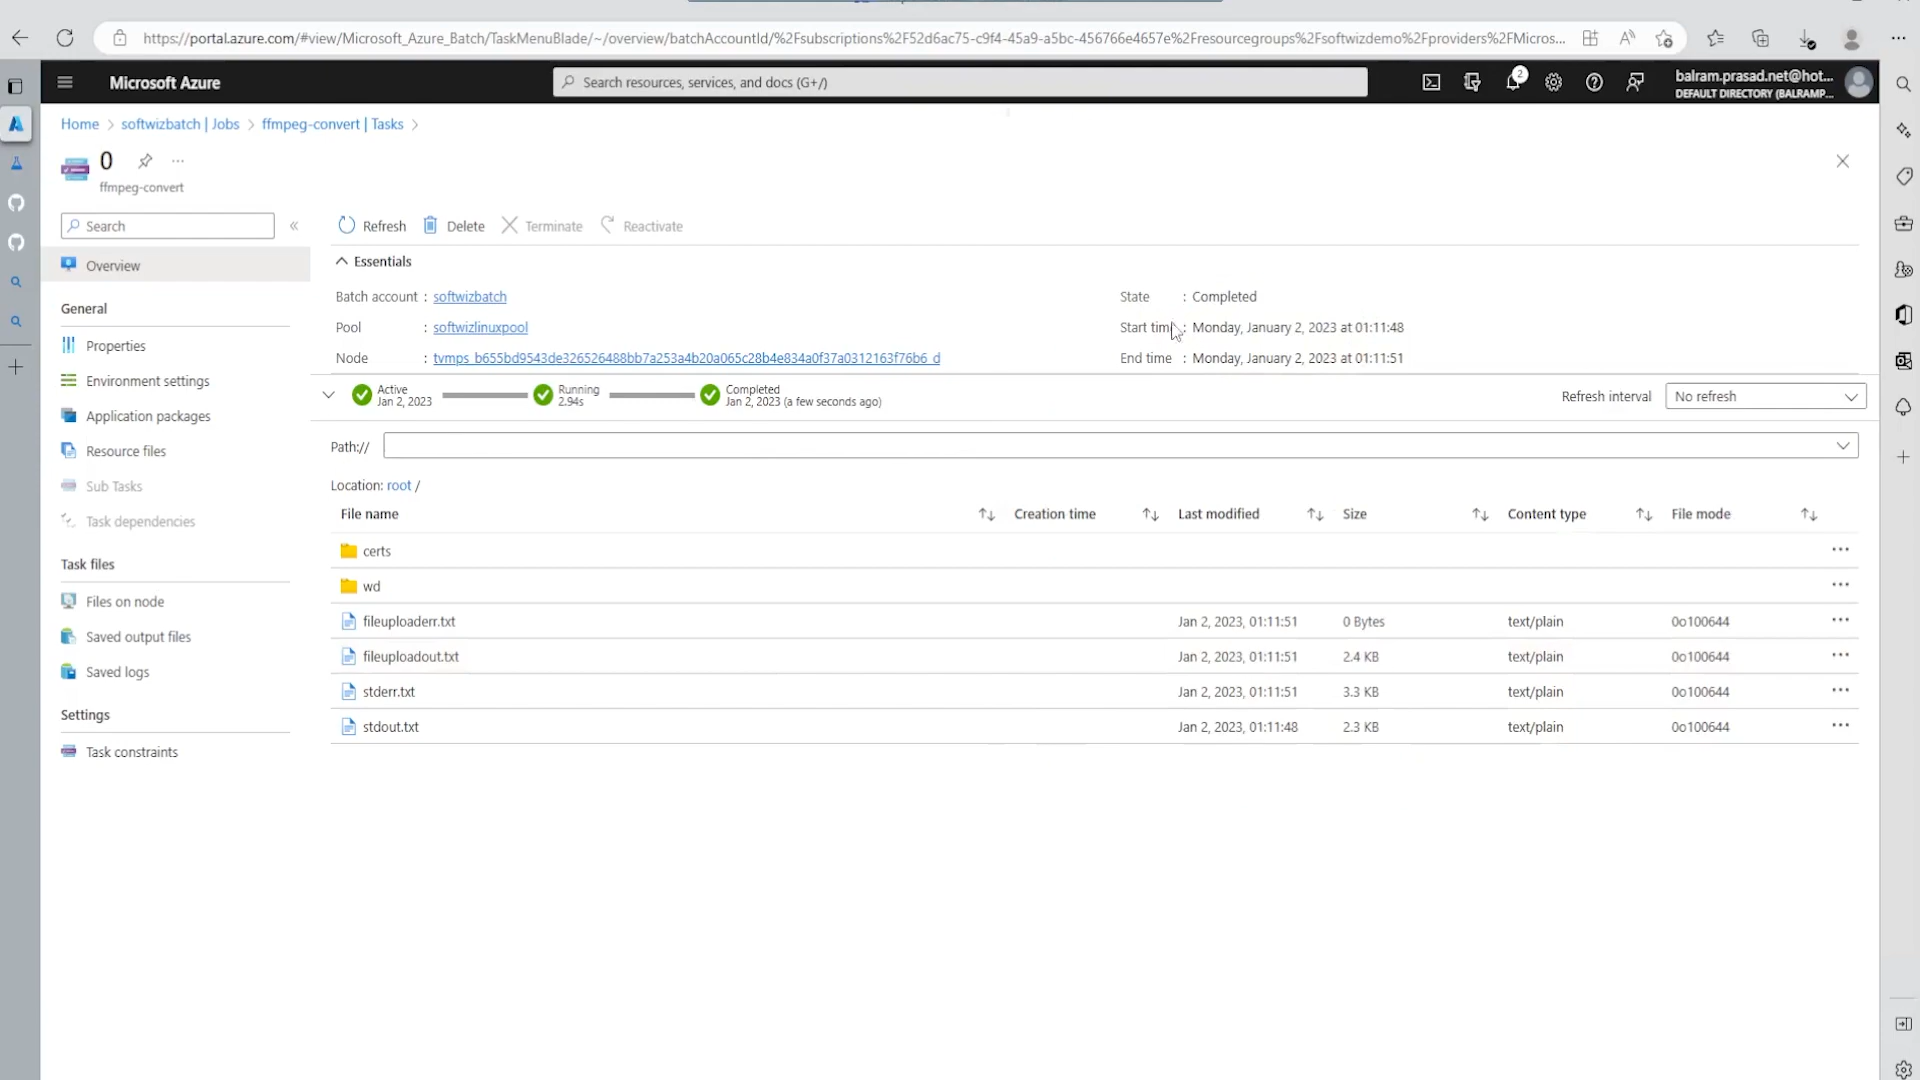 https://portal.azure.com/#view/Microsoft_Azure_Batch/TaskMenuBlade/~/overview/batchAccountId/%2Fsubscriptions%2F52d6ac75-c9f4-45a9-a5bc-456766e4657e%2Fresourcegroups%2Fsoftwizdemo%2Fproviders%2FMicros...
Microsoft Azure
Search resources, services, and docs (G+/)
2
balram.prasad.net@hot...
DEFAULT DIRECTORY (BALRAMP...
Home > softwizbatch | Jobs > ffmpeg-convert | Tasks >
0
ffmpeg-convert
Search
Refresh Delete Terminate Reactivate
Overview
Essentials
Batch account : softwizbatch
State : Completed
Pool : softwizlinuxpool
Start time : Monday, January 2, 2023 at 01:11:48
Node : tvmps_b655bd9543de326526488bb7a253a4b20a065c28b4e834a0f37a0312163f76b6_d
End time : Monday, January 2, 2023 at 01:11:51
General
Properties
Environment settings
Application packages
Resource files
Sub Tasks
Task dependencies
Task files
Files on node
Saved output files
Saved logs
Settings
Task constraints
Active
Jan 2, 2023
Running
2.94s
Completed
Jan 2, 2023 (a few seconds ago)
Refresh interval No refresh
Path://
Location: root /
File name Creation time Last modified Size Content type File mode
certs
wd
fileuploaderr.txt Jan 2, 2023, 01:11:51 0 Bytes text/plain 0o100644
fileuploadout.txt Jan 2, 2023, 01:11:51 2.4 KB text/plain 0o100644
stderr.txt Jan 2, 2023, 01:11:51 3.3 KB text/plain 0o100644
stdout.txt Jan 2, 2023, 01:11:48 2.3 KB text/plain 0o100644